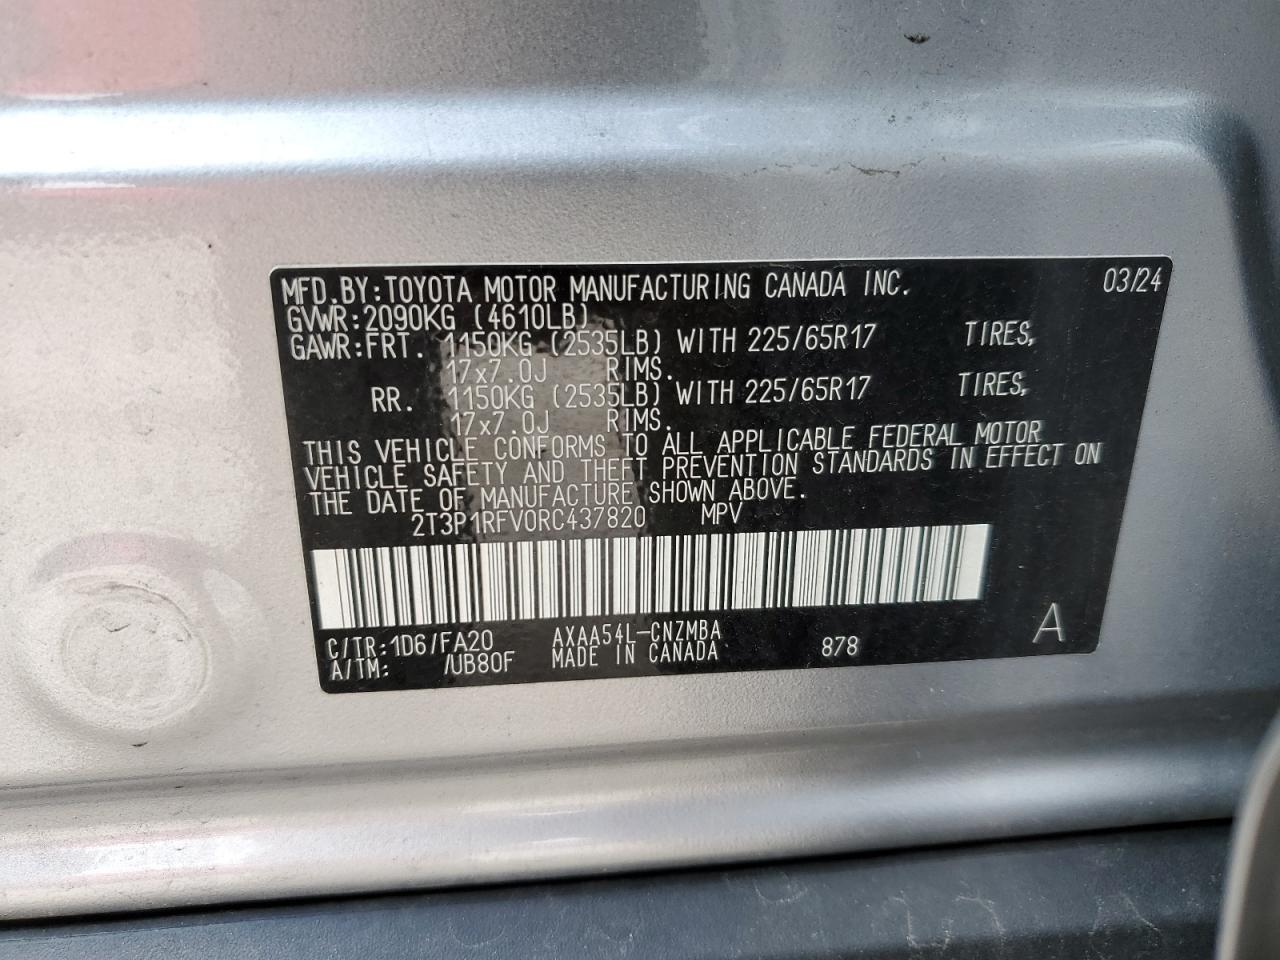 MFD.BY:TOYOTA MOTOR MANUFACTURING CANADA INC. 03/24
GVWR:2090KG (4610LB)
GAWR:FRT. 1150KG (2535LB) WITH 225/65R17 TIRES,
17x7.0J RIMS.
RR. 1150KG (2535LB) WITH 225/65R17 TIRES,
17x7.0J RIMS.
THIS VEHICLE CONFORMS TO ALL APPLICABLE FEDERAL MOTOR
VEHICLE SAFETY AND THEFT PREVENTION STANDARDS IN EFFECT ON
THE DATE OF MANUFACTURE SHOWN ABOVE.
2T3P1RFV0RC437820 MPV
C/TR:1D6/FA20 AXAA54L-CNZMBA 878 A
A/TM: /UB80F MADE IN CANADA